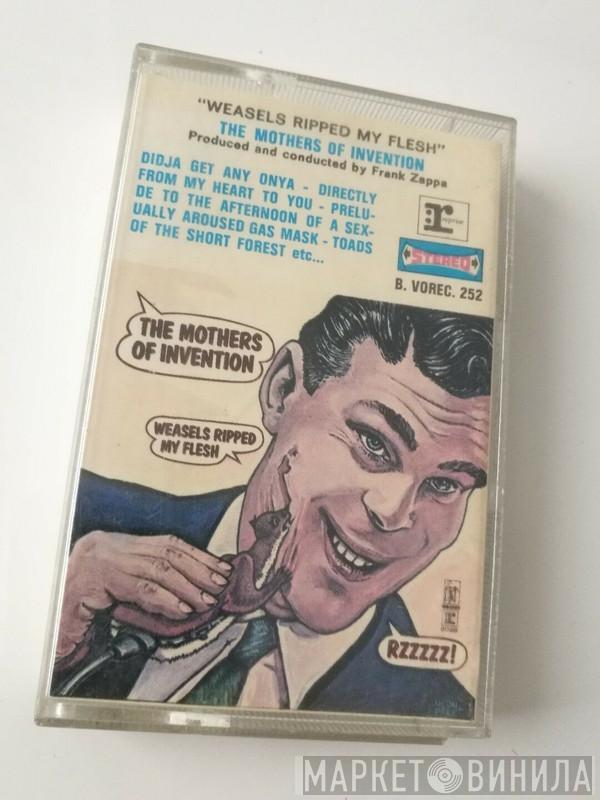 "WEASELS RIPPED MY FLESH"
THE MOTHERS OF INVENTION
Produced and conducted by Frank Zappa
DIDJA GET ANY ONYA - DIRECTLY
FROM MY HEART TO YOU - PRELU-
DE TO THE AFTERNOON OF A SEX-
UALLY AROUSED GAS MASK - TOADS
OF THE SHORT FOREST etc...
:r reprise
STEREO
B. VOREC. 252
THE MOTHERS
OF INVENTION
WEASELS RIPPED
MY FLESH
RZZZZZ!
МАРКЕТ ВИНИЛА